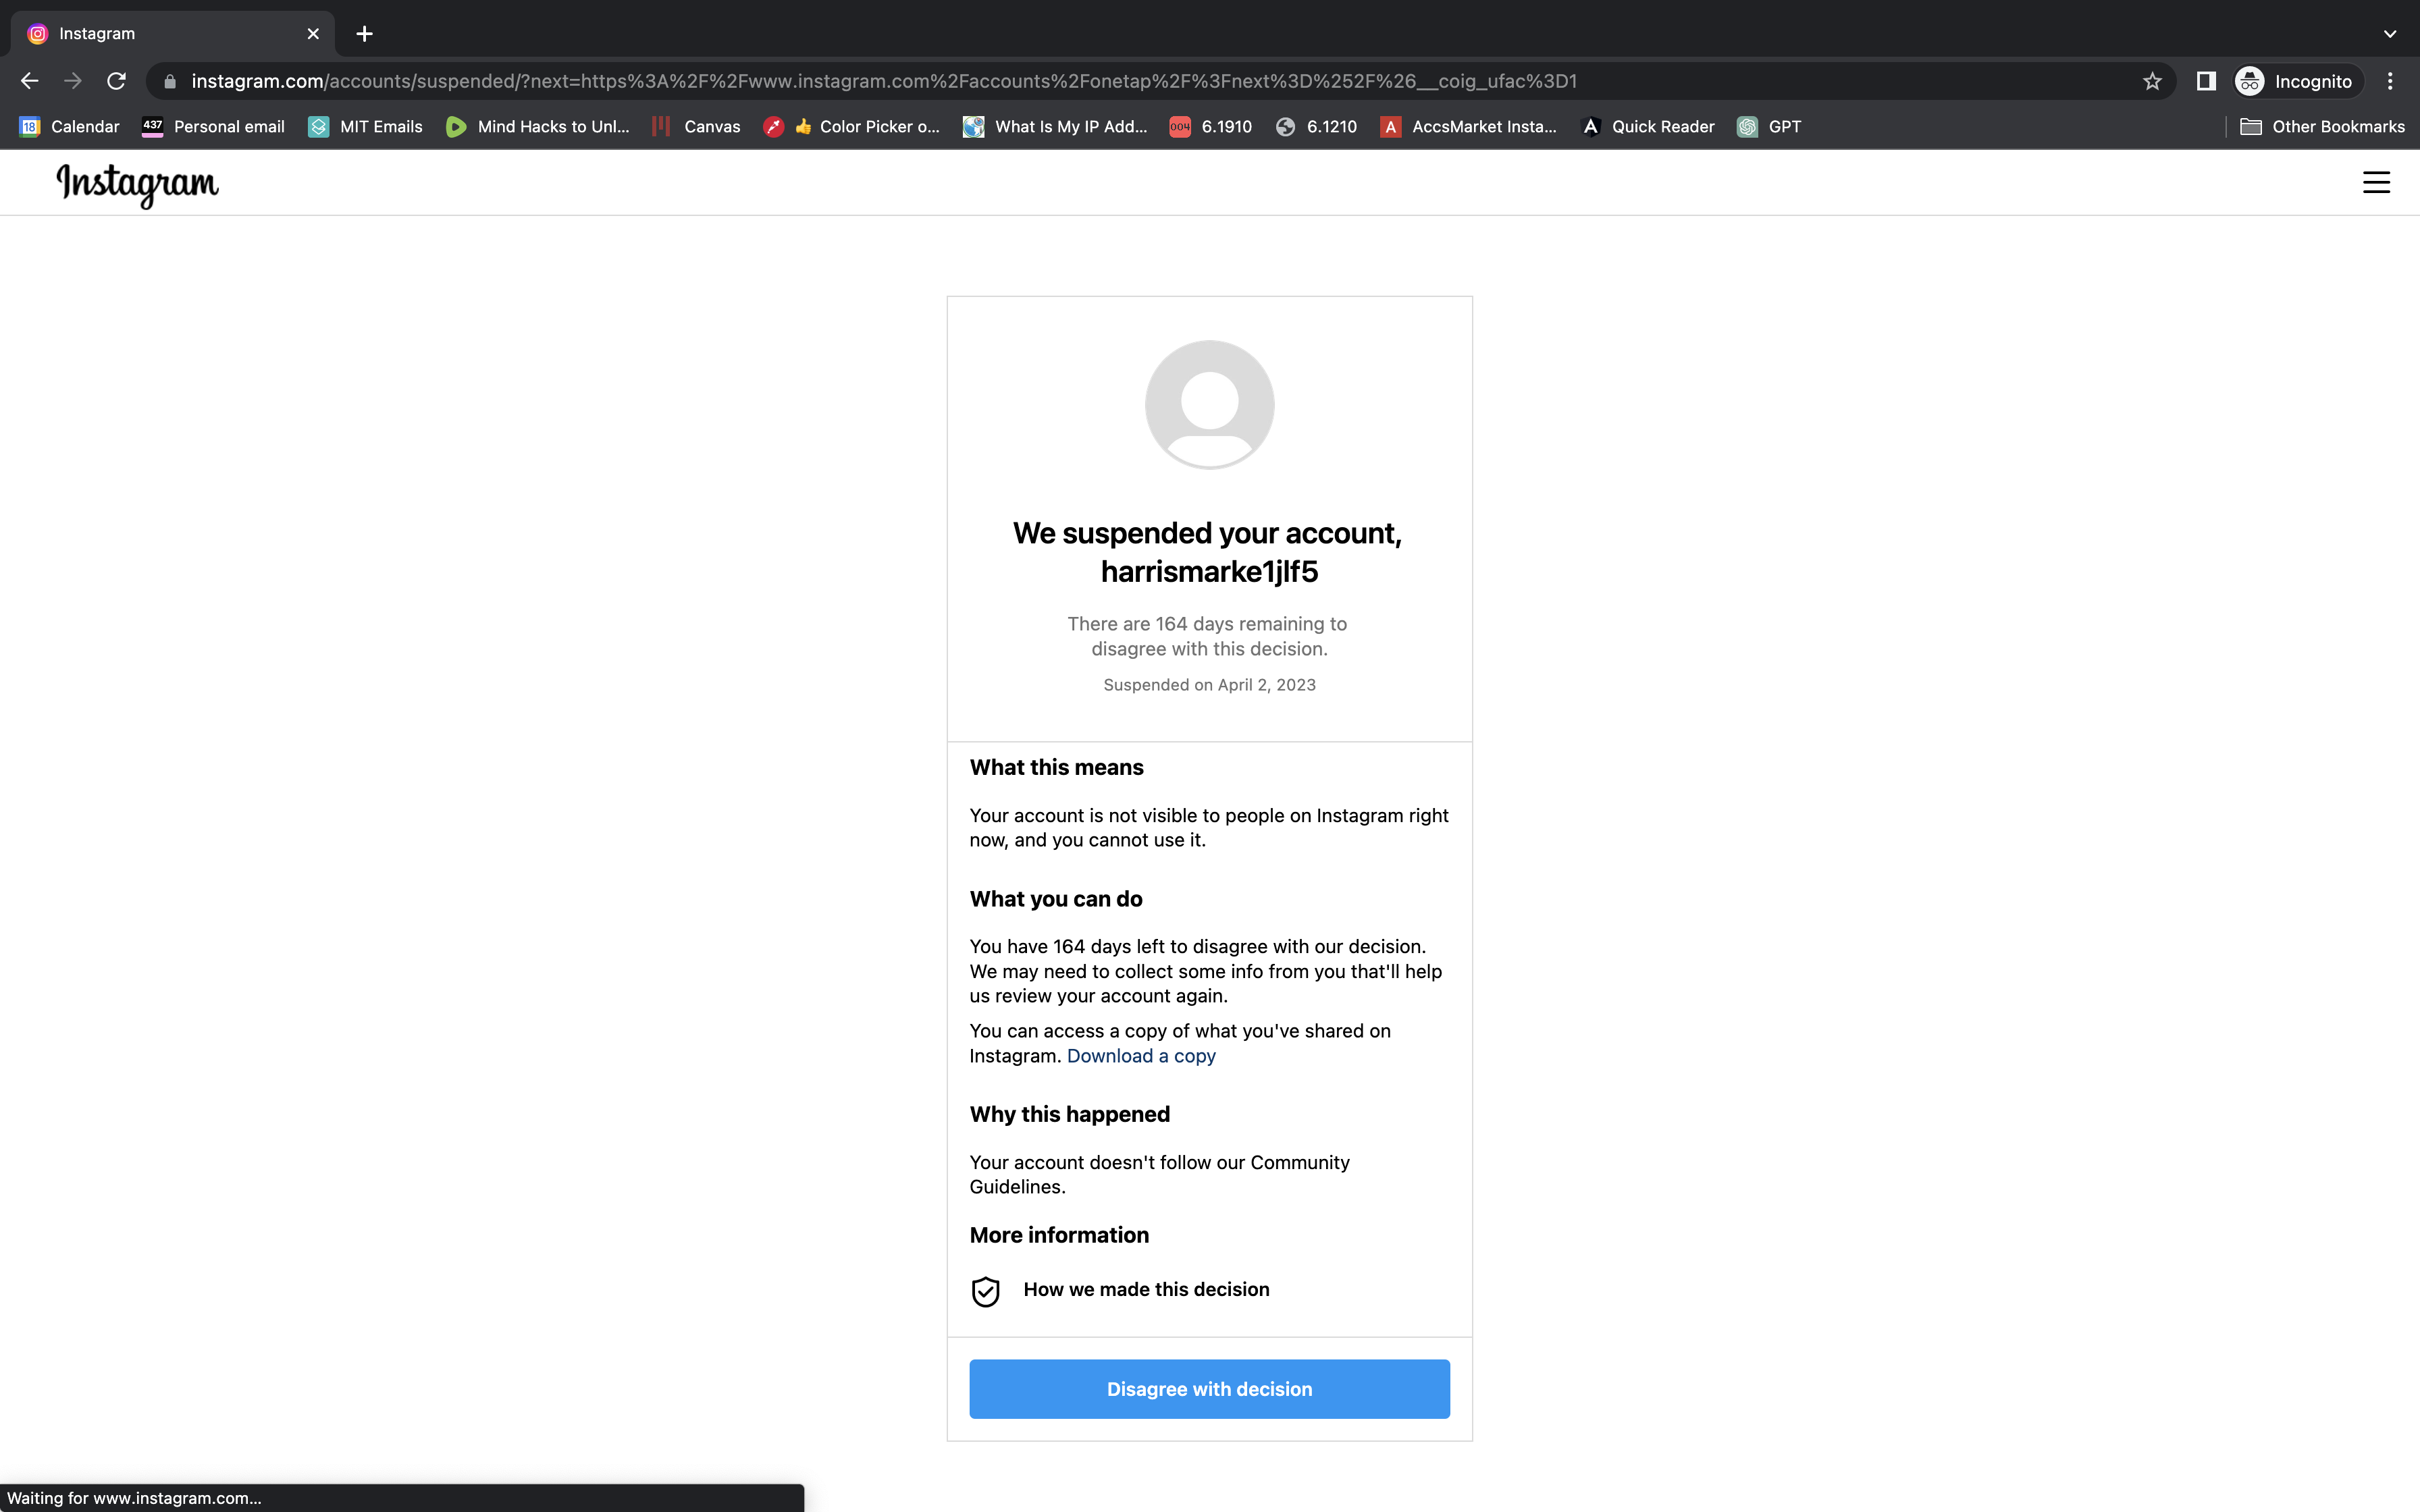 Instagram
instagram.com/accounts/suspended/?next=https%3A%2F%2Fwww.instagram.com%2Faccounts%2Fonetap%2F%3Fnext%3D%252F%26__coig_ufac%3D1
Incognito
18 Calendar 437 Personal email MIT Emails Mind Hacks to Unl... Canvas 👍 Color Picker o... What Is My IP Add... 004 6.1910 6.1210 A AccsMarket Insta... Quick Reader GPT Other Bookmarks
Instagram
We suspended your account,
harrismarke1jlf5
There are 164 days remaining to
disagree with this decision.
Suspended on April 2, 2023
What this means
Your account is not visible to people on Instagram right
now, and you cannot use it.
What you can do
You have 164 days left to disagree with our decision.
We may need to collect some info from you that'll help
us review your account again.
You can access a copy of what you've shared on
Instagram. Download a copy
Why this happened
Your account doesn't follow our Community
Guidelines.
More information
How we made this decision
Disagree with decision
Waiting for www.instagram.com...